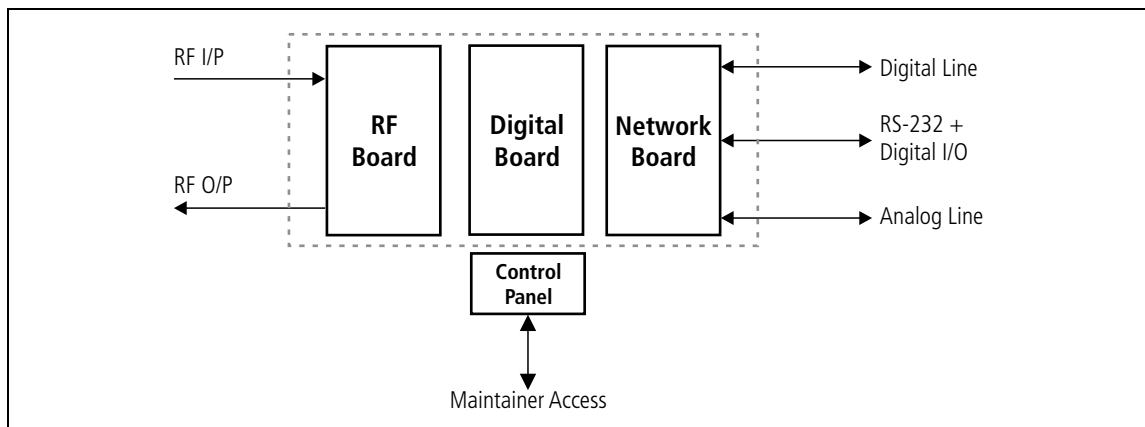 RF I/P
RF O/P
RF
Board
Digital
Board
Network
Board
Digital Line
RS-232 +
Digital I/O
Analog Line
Control
Panel
Maintainer Access